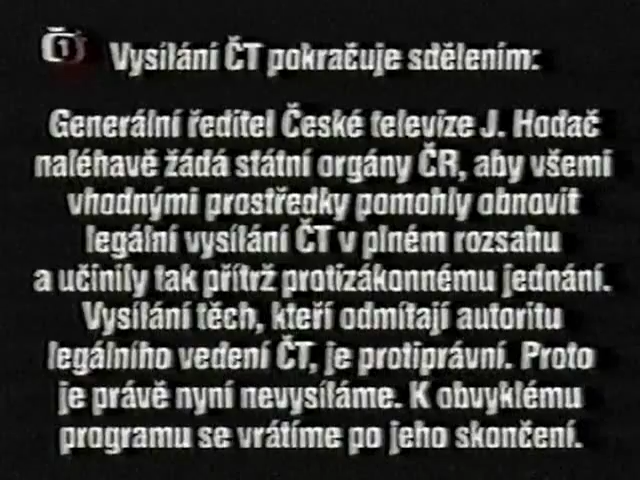 1
Vysílání ČT pokračuje sdělením:
Generální ředitel České televize J. Hodač
naléhavě žádá státní orgány ČR, aby všemi
vhodnými prostředky pomohly obnovit
legální vysílání ČT v plném rozsahu
a učinily tak přítrž protizákonnému jednání.
Vysílání těch, kteří odmítají autoritu
legálního vedení ČT, je protiprávní. Proto
je právě nyní nevysíláme. K obvyklému
programu se vrátíme po jeho skončení.